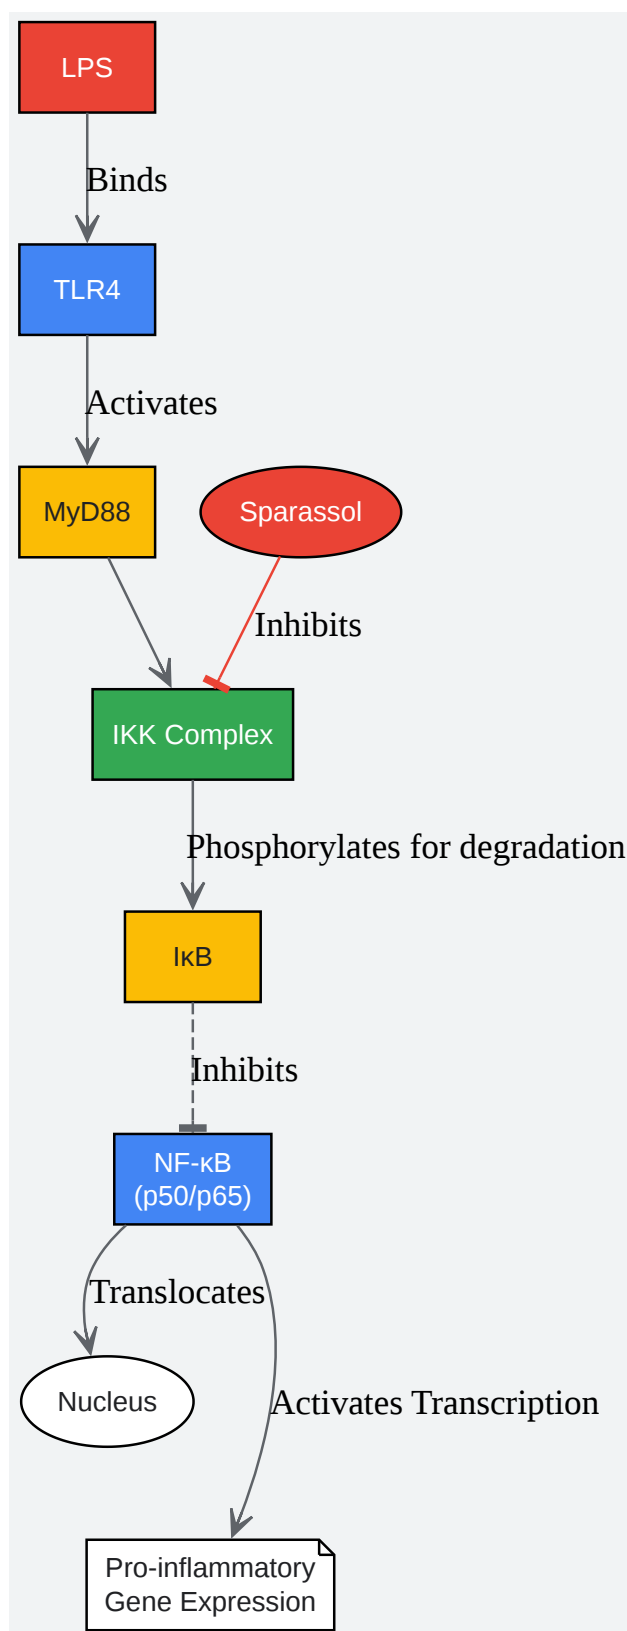 LPS
Binds
TLR4
Activates
MyD88
Sparassol
Inhibits
IKK Complex
Phosphorylates for degradation
IκB
Inhibits
NF-κB
(p50/p65)
Translocates
Nucleus
Activates Transcription
Pro-inflammatory
Gene Expression